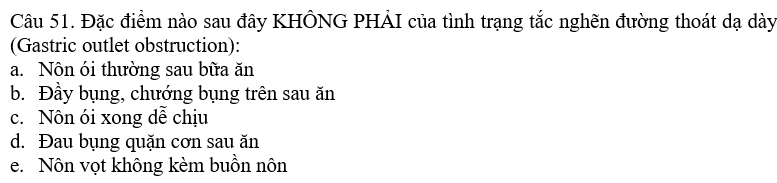 Câu 51. Đặc điểm nào sau đây KHÔNG PHẢI của tình trạng tắc nghẽn đường thoát dạ dày
(Gastric outlet obstruction):
a. Nôn ói thường sau bữa ăn
b. Đầy bụng, chướng bụng trên sau ăn
c. Nôn ói xong dễ chịu
d. Đau bụng quặn cơn sau ăn
e. Nôn vọt không kèm buồn nôn